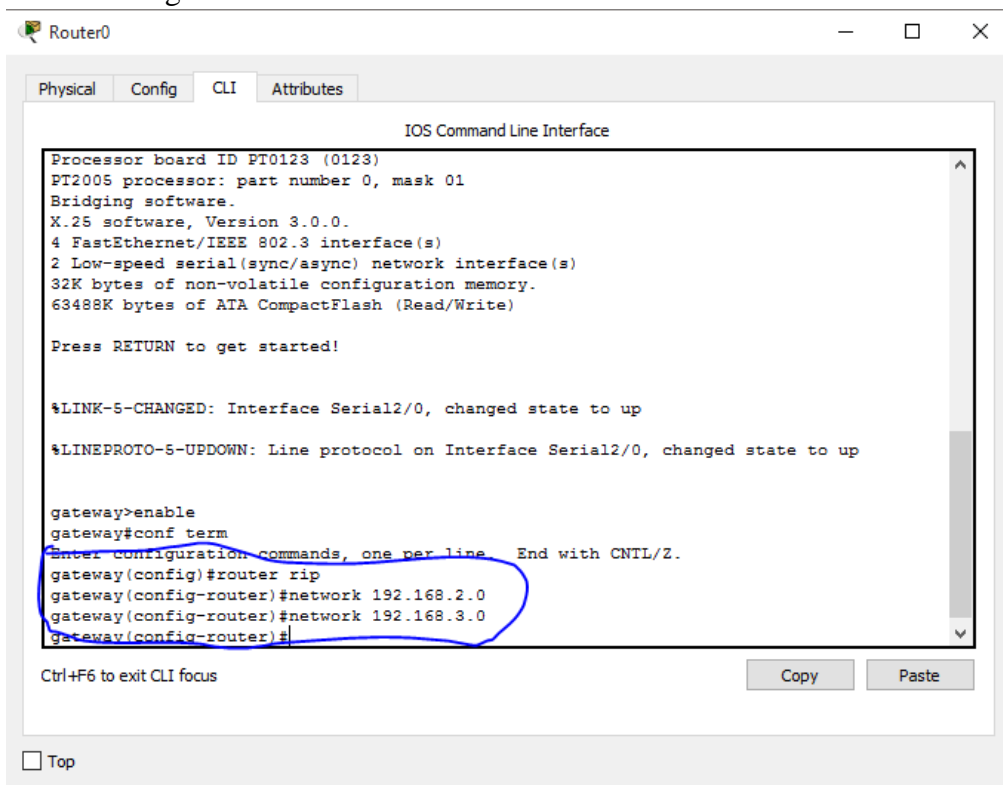 Router0
Physical Config CLI Attributes
IOS Command Line Interface
Processor board ID PT0123 (0123)
PT2005 processor: part number 0, mask 01
Bridging software.
X.25 software, Version 3.0.0.
4 FastEthernet/IEEE 802.3 interface(s)
2 Low-speed serial(sync/async) network interface(s)
32K bytes of non-volatile configuration memory.
63488K bytes of ATA CompactFlash (Read/Write)
Press RETURN to get started!
%LINK-5-CHANGED: Interface Serial2/0, changed state to up
%LINEPROTO-5-UPDOWN: Line protocol on Interface Serial2/0, changed state to up
gateway>enable
gateway#conf term
Enter configuration commands, one per line. End with CNTL/Z.
gateway(config)#router rip
gateway(config-router)#network 192.168.2.0
gateway(config-router)#network 192.168.3.0
gateway(config-router)#
Ctrl+F6 to exit CLI focus
Copy
Paste
Top